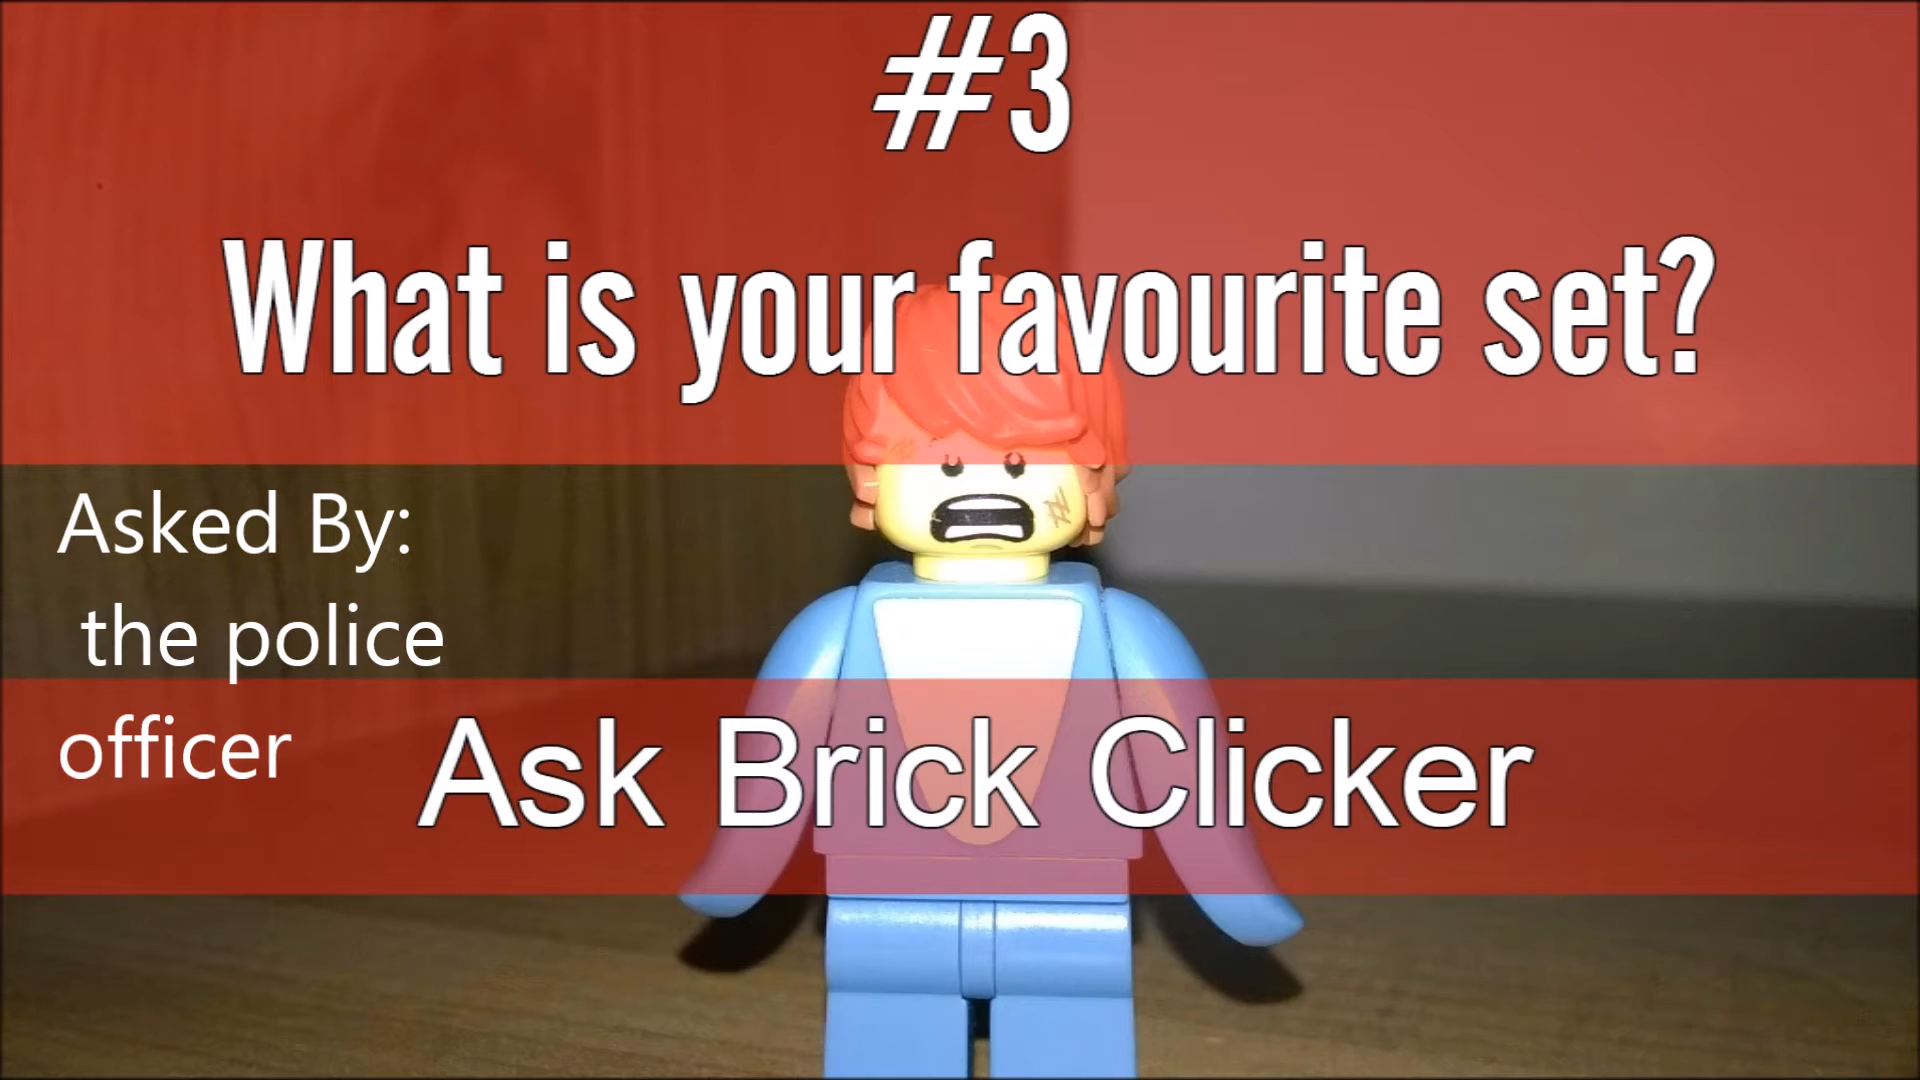 #3
What is your favourite set?
Asked By:
the police
officer
Ask Brick Clicker